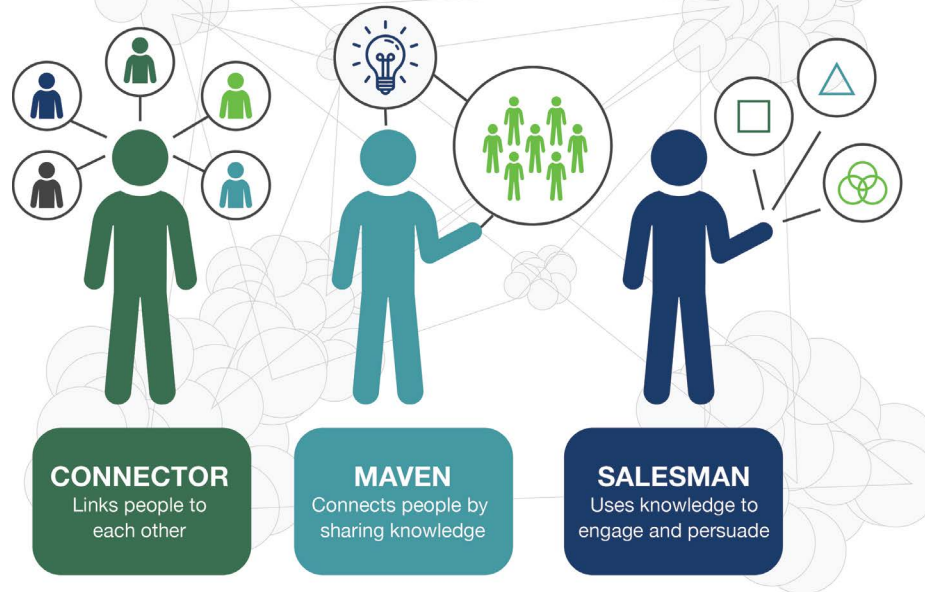 CONNECTOR
Links people to
each other
MAVEN
Connects people by
sharing knowledge
SALESMAN
Uses knowledge to
engage and persuade